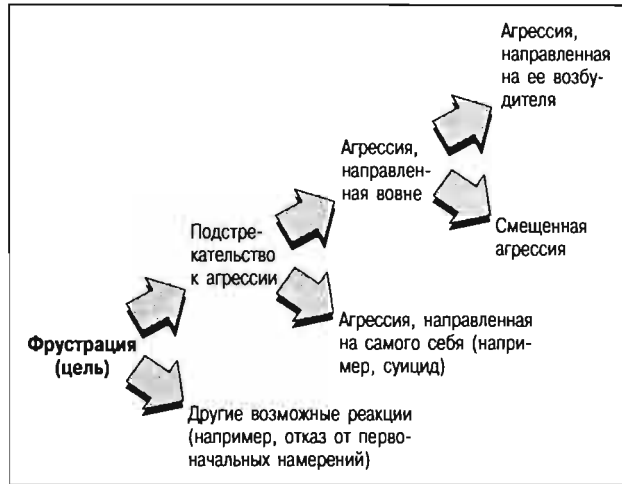 Агрессия,
направленная
на ее возбу-
дителя
Агрессия,
направлен-
ная вовне
Смещенная
агрессия
Подстре-
кательство
к агрессии
Агрессия, направленная
на самого себя (напри-
мер, суицид)
Фрустрация
(цель)
Другие возможные реакции
(например, отказ от перво-
начальных намерений)